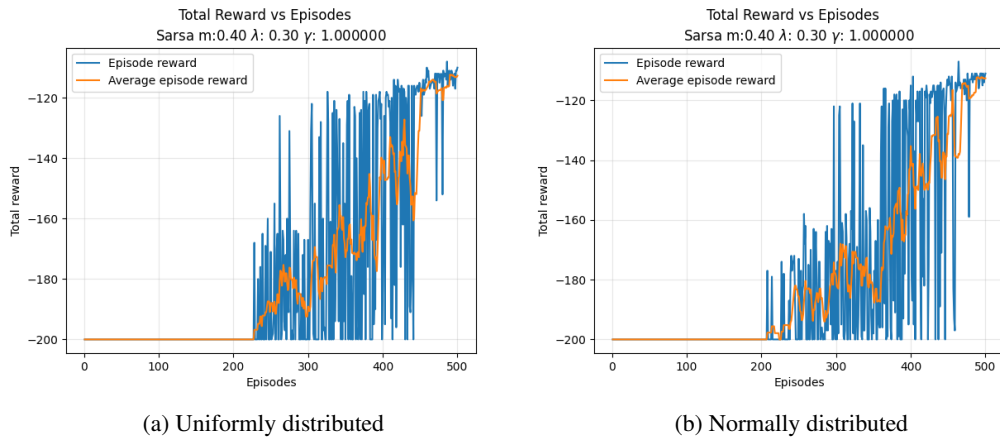 Total Reward vs Episodes
Sarsa m:0.40 λ: 0.30 γ: 1.000000
Episode reward
Average episode reward
−120
−140
−160
−180
−200
Total reward
0 100 200 300 400 500
Episodes
(a) Uniformly distributed
Total Reward vs Episodes
Sarsa m:0.40 λ: 0.30 γ: 1.000000
Episode reward
Average episode reward
−120
−140
−160
−180
−200
Total reward
0 100 200 300 400 500
Episodes
(b) Normally distributed